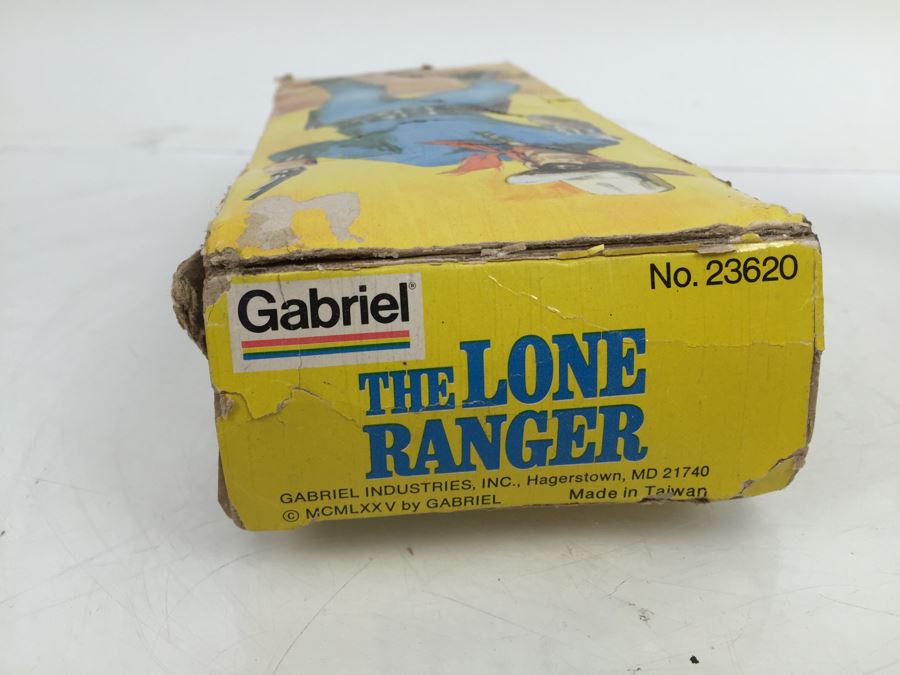 Gabriel®
No. 23620
THE LONE
RANGER
GABRIEL INDUSTRIES, INC., Hagerstown, MD 21740
© MCMLXXV by GABRIEL Made in Taiwan